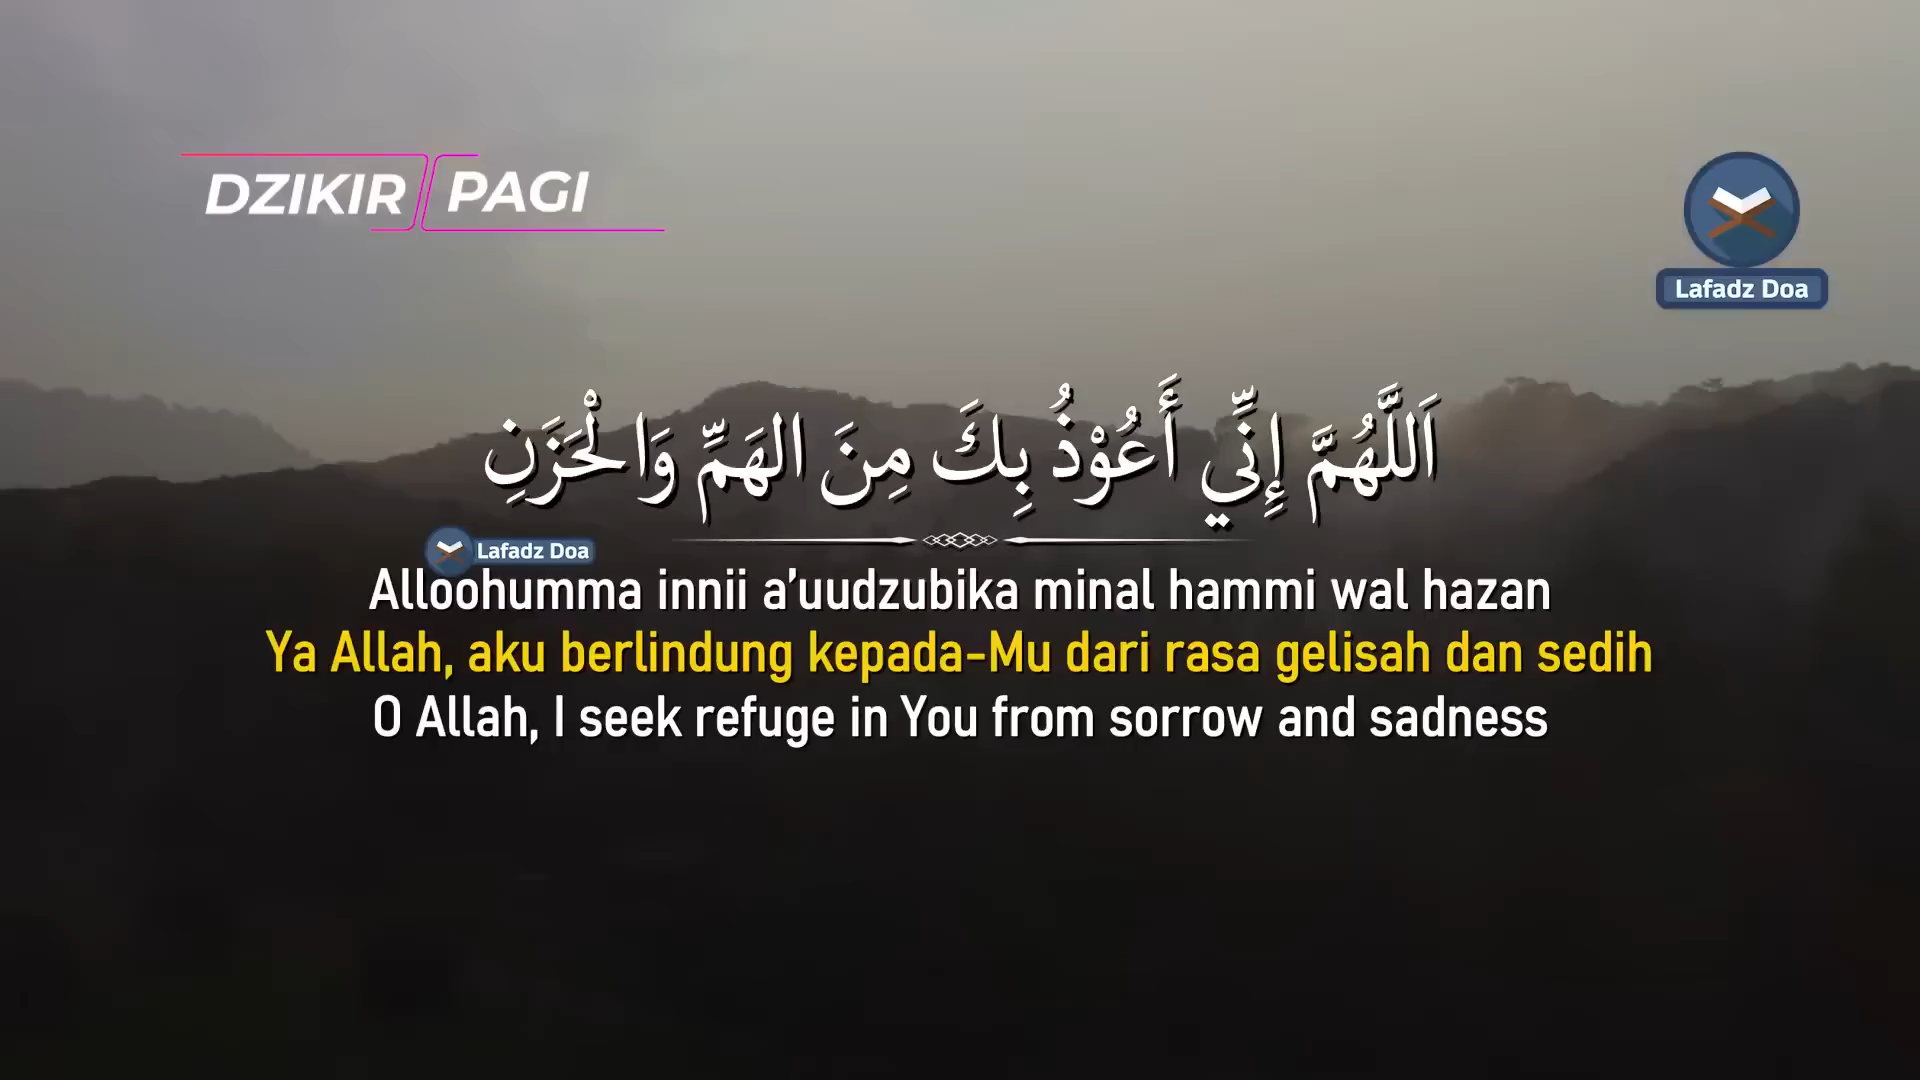 DZIKIR PAGI
Lafadz Doa
اَللَّهُمَّ إِنِّي أَعُوْذُ بِكَ مِنَ الهَمِّ وَالْحَزَنِ
Lafadz Doa
Alloohumma innii a’uudzubika minal hammi wal hazan
Ya Allah, aku berlindung kepada-Mu dari rasa gelisah dan sedih
O Allah, I seek refuge in You from sorrow and sadness